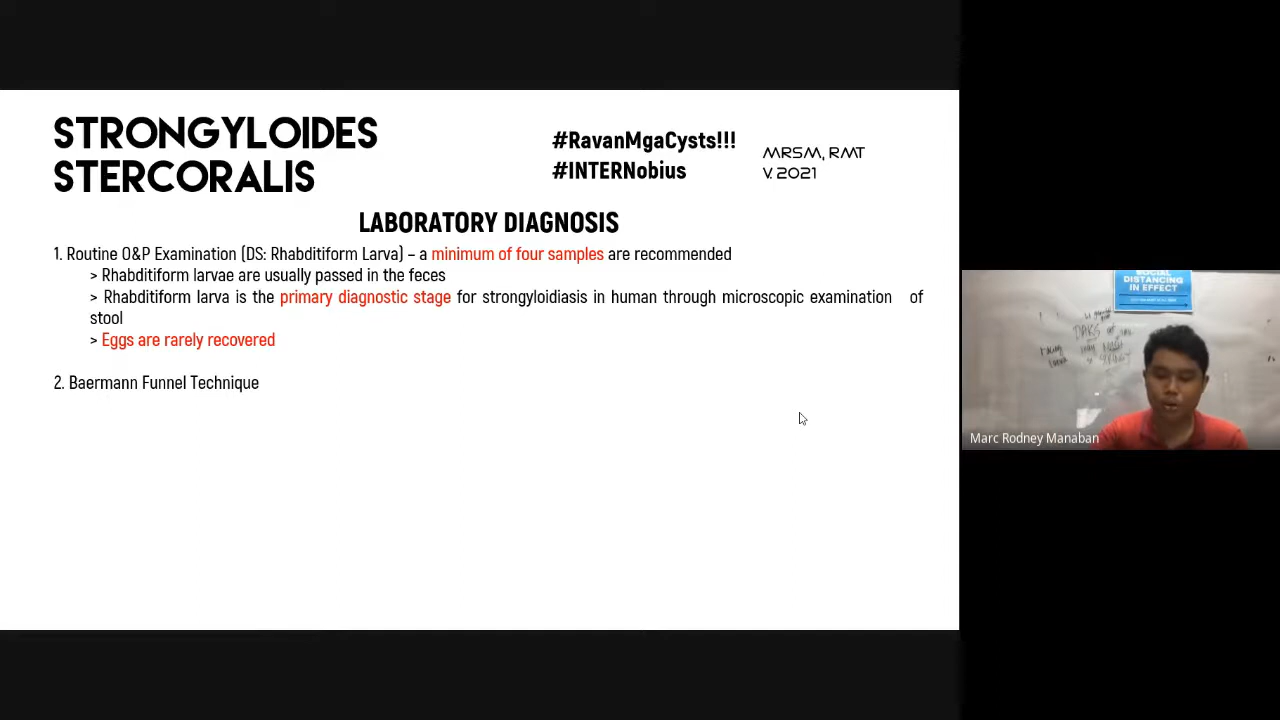 STRONGYLOIDES
STERCORALIS
#RavanMgaCysts!!!
#INTERNobius
MRSM, RMT
V. 2021
LABORATORY DIAGNOSIS
1. Routine O&P Examination (DS: Rhabditiform Larva) – a minimum of four samples are recommended
> Rhabditiform larvae are usually passed in the feces
> Rhabditiform larva is the primary diagnostic stage for strongyloidiasis in human through microscopic examination of
stool
> Eggs are rarely recovered
2. Baermann Funnel Technique
SOCIAL
DISTANCING
IN EFFECT
Marc Rodney Manaban